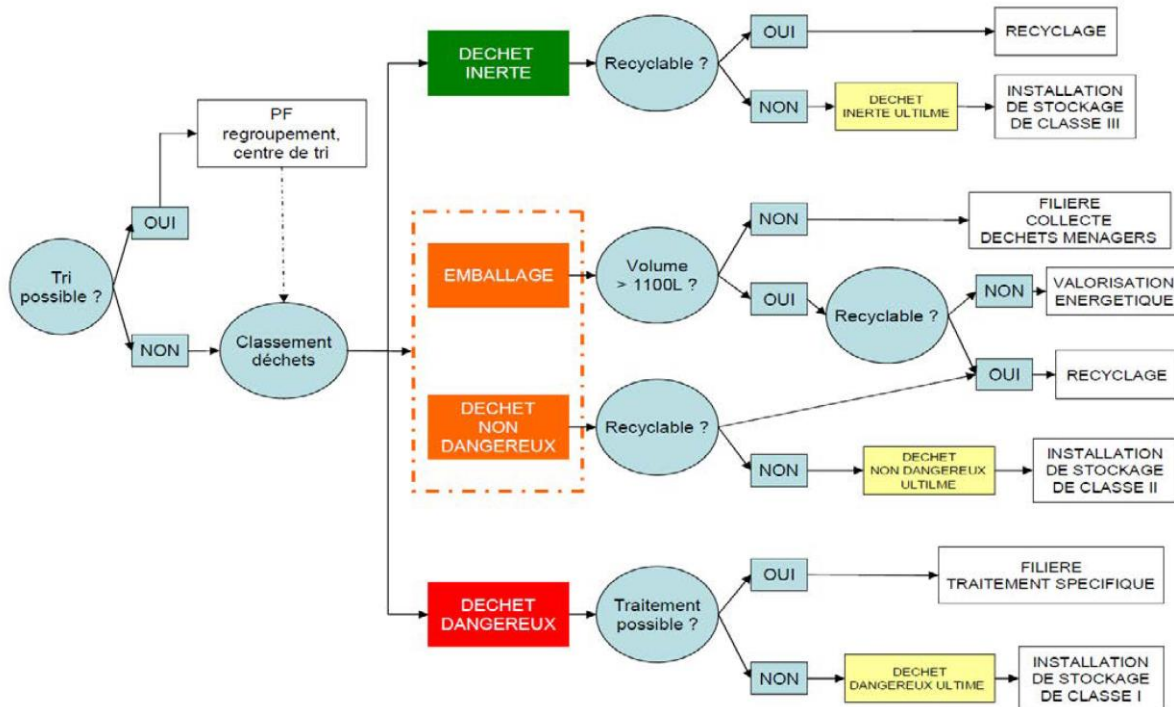 DECHET
INERTE
Recyclable ?
OUI
RECYCLAGE
NON
DECHET
INERTE ULTILME
INSTALLATION
DE STOCKAGE
DE CLASSE III
PF
regroupement,
centre de tri
OUI
Tri
possible ?
NON
Classement
déchets
EMBALLAGE
Volume
> 1100L ?
NON
FILIERE
COLLECTE
DECHETS MENAGERS
OUI
Recyclable ?
NON
VALORISATION
ENERGETIQUE
OUI
RECYCLAGE
DECHET
NON
DANGEREUX
Recyclable ?
NON
DECHET
NON DANGEREUX
ULTILME
INSTALLATION
DE STOCKAGE
DE CLASSE II
DECHET
DANGEREUX
Traitement
possible ?
OUI
FILIERE
TRAITEMENT SPECIFIQUE
NON
DECHET
DANGEREUX ULTIME
INSTALLATION
DE STOCKAGE
DE CLASSE I